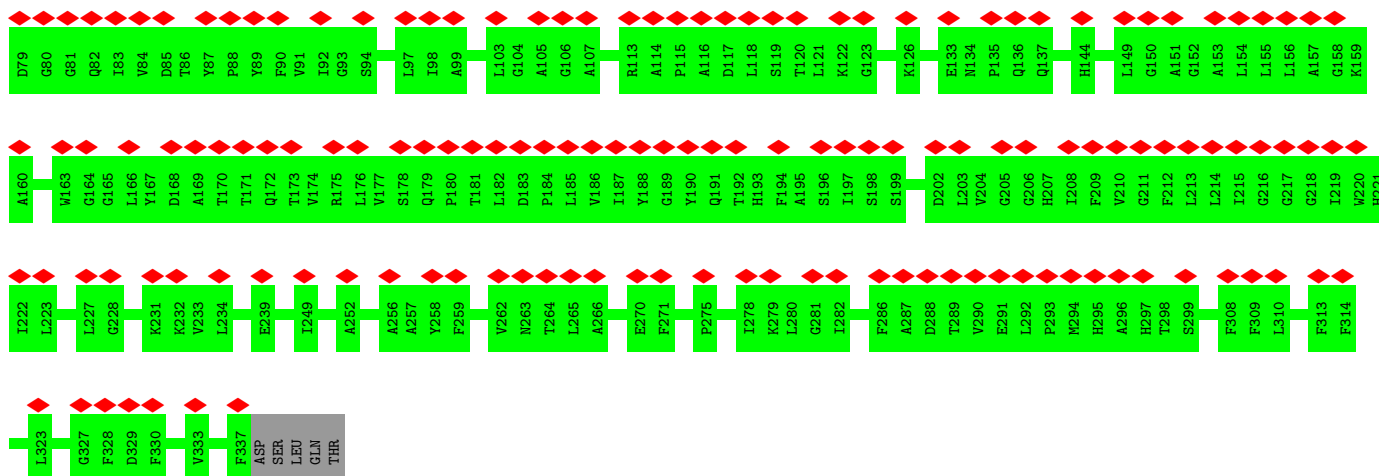 D79 G80 G81 Q82 I83 V84 D85 T86 Y87 P88 Y89 F90 V91 I92 G93 S94 L97 I98 A99 L103 G104 A105 G106 A107 R113 A114 P115 A116 D117 L118 S119 T120 L121 K122 G123 K126 E133 N134 P135 Q136 Q137 H144 L149 G150 A151 G152 A153 L154 L155 L156 A157 G158 K159
A160 W163 G164 G165 L166 Y167 D168 A169 T170 T171 Q172 T173 V174 R175 L176 V177 S178 Q179 P180 T181 L182 D183 P184 L185 V186 I187 Y188 G189 Y190 Q191 T192 H193 F194 A195 S196 I197 S198 S199 D202 L203 V204 G205 G206 H207 I208 F209 V210 G211 F212 L213 L214 I215 G216 G217 G218 I219 W220 H221
I222 L223 L227 G228 K231 K232 V233 L234 E239 I249 A252 A256 A257 Y258 F259 V262 N263 T264 L265 A266 E270 F271 P275 I278 K279 L280 G281 I282 F286 A287 D288 T289 V290 E291 L292 P293 M294 H295 A296 H297 T298 S299 F308 F309 L310 F313 F314
L323 G327 F328 D329 F330 V333 F337 ASP SER LEU GLN THR